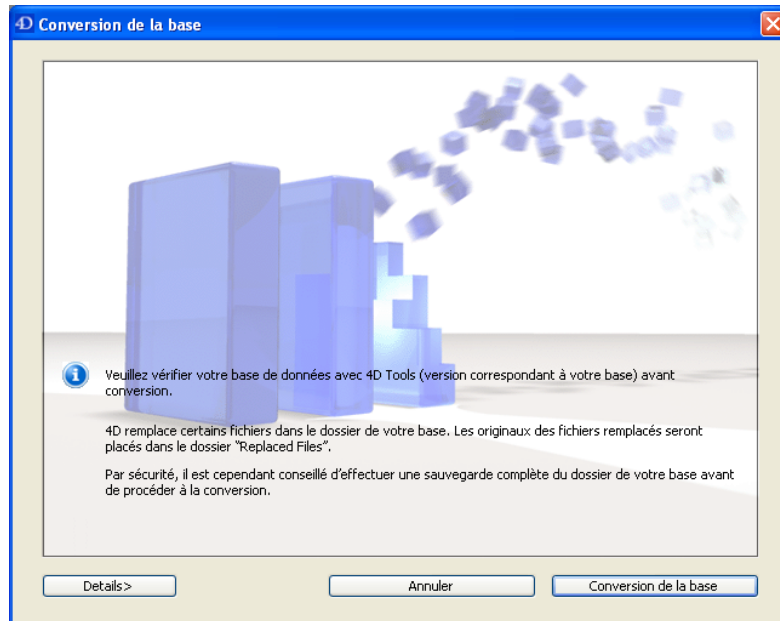 4D Conversion de la base
Veuillez vérifier votre base de données avec 4D Tools (version correspondant à votre base) avant
conversion.
4D remplace certains fichiers dans le dossier de votre base. Les originaux des fichiers remplacés seront
placés dans le dossier "Replaced Files".
Par sécurité, il est cependant conseillé d'effectuer une sauvegarde complète du dossier de votre base avant
de procéder à la conversion.
Details>
Annuler
Conversion de la base